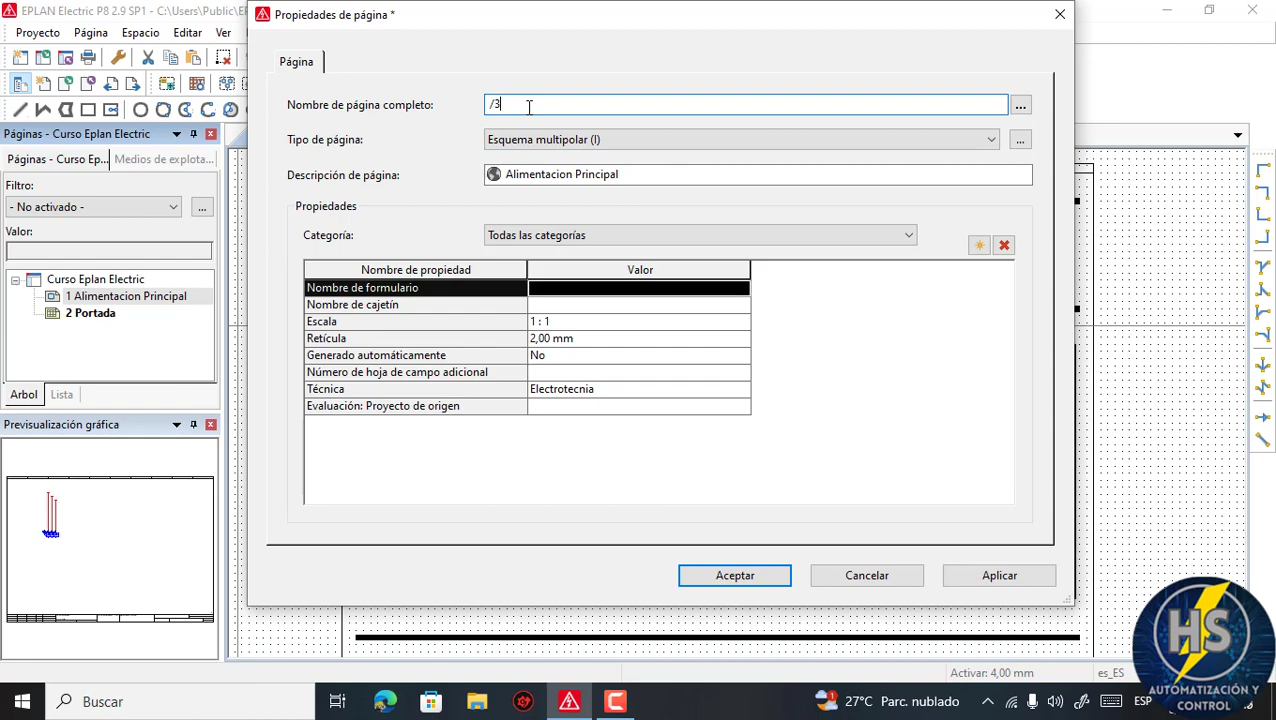 EPLAN Electric P8 2.9 SP1 - C:\Users\Public\EP
Proyecto Página Espacio Editar Ver
Páginas - Curso Eplan Electric
Páginas - Curso Ep... Medios de explota...
Filtro:
- No activado -
...
Valor:
Curso Eplan Electric
1 Alimentacion Principal
2 Portada
Arbol Lista
Previsualización gráfica
Propiedades de página *
Página
Nombre de página completo: /3
...
Tipo de página: Esquema multipolar (I)
...
Descripción de página: Alimentacion Principal
Propiedades
Categoría: Todas las categorías
Nombre de propiedad Valor
Nombre de formulario
Nombre de cajetín
Escala 1 : 1
Retícula 2,00 mm
Generado automáticamente No
Número de hoja de campo adicional
Técnica Electrotecnia
Evaluación: Proyecto de origen
Aceptar Cancelar Aplicar
Activar: 4,00 mm es_ES
HS
AUTOMATIZACIÓN Y
CONTROL
Buscar
1
27°C Parc. nublado
ESP